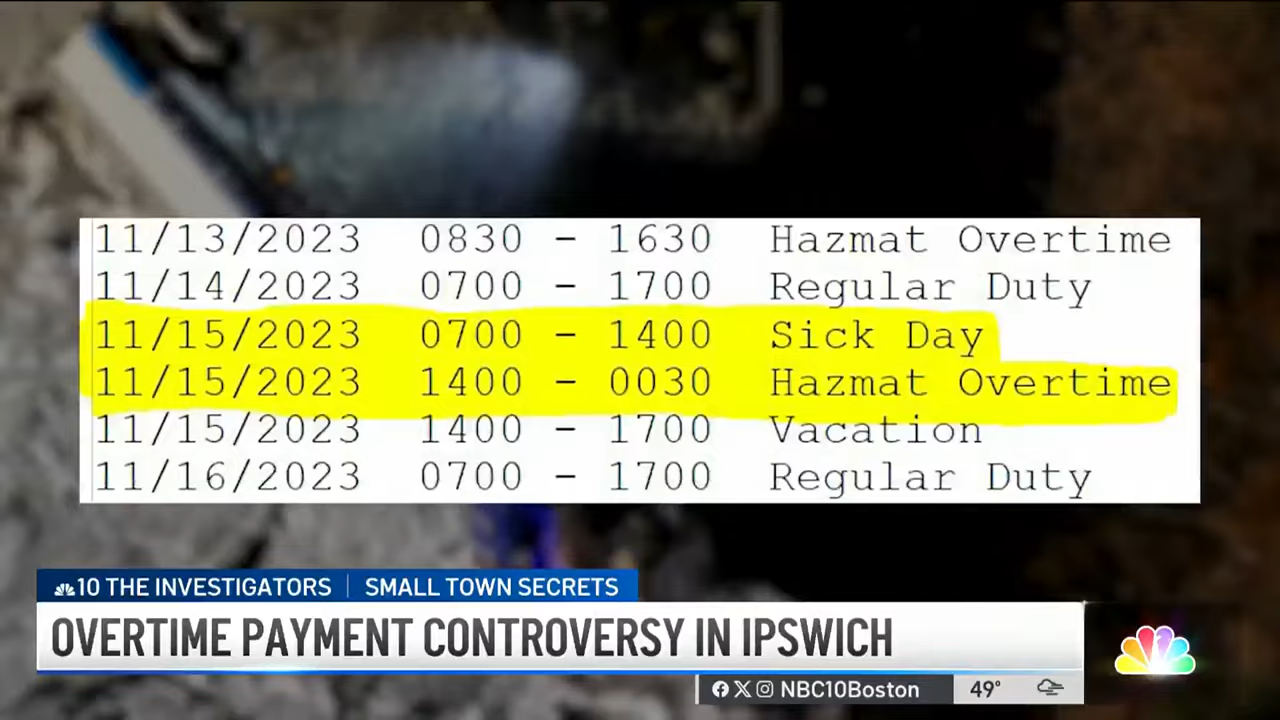 11/13/2023 0830 - 1630 Hazmat Overtime
11/14/2023 0700 - 1700 Regular Duty
11/15/2023 0700 - 1400 Sick Day
11/15/2023 1400 - 0030 Hazmat Overtime
11/15/2023 1400 - 1700 Vacation
11/16/2023 0700 - 1700 Regular Duty
10 THE INVESTIGATORS | SMALL TOWN SECRETS
OVERTIME PAYMENT CONTROVERSY IN IPSWICH
NBC10Boston 49°